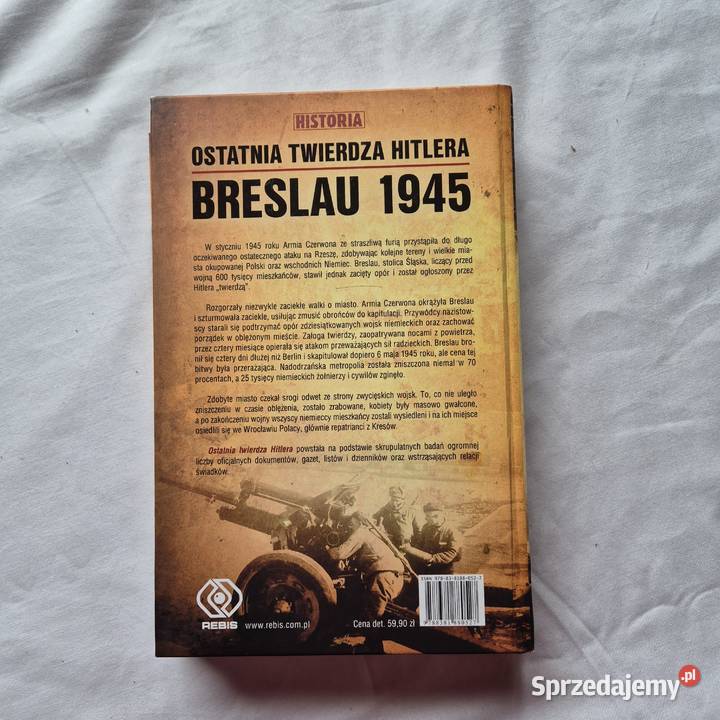 HISTORIA
OSTATNIA TWIERDZA HITLERA
BRESLAU 1945
W styczniu 1945 roku Armia Czerwona ze straszliwą furią przystąpiła do długo
oczekiwanego ostatecznego ataku na Rzeszę, zdobywając kolejne tereny i wielkie mia-
sta okupowanej Polski oraz wschodnich Niemiec. Breslau, stolica Śląska, liczący przed
wojną 600 tysięcy mieszkańców, stawił jednak zacięty opór i został ogłoszony przez
Hitlera „twierdzą”.
Rozgorzały niezwykle zaciekłe walki o miasto. Armia Czerwona okrążyła Breslau
i szturmowała zaciekle, usiłując zmusić obrońców do kapitulacji. Przywódcy nazistow-
scy starali się podtrzymać opór zdziesiątkowanych wojsk niemieckich oraz zachować
porządek w oblężonym mieście. Załoga twierdzy, zaopatrywana nocami z powietrza,
przez cztery miesiące opierała się atakom przeważających sił radzieckich. Breslau bro-
nił się cztery dni dłużej niż Berlin i skapitulował dopiero 6 maja 1945 roku, ale cena tej
bitwy była przerażająca. Nadodrzańska metropolia została zniszczona niemal w 70
procentach, a 25 tysięcy niemieckich żołnierzy i cywilów zginęło.
Zdobyte miasto czekał srogi odwet ze strony zwycięskich wojsk. To, co nie uległo
zniszczeniu w czasie oblężenia, zostało zrabowane, kobiety były masowo gwałcone,
a po zakończeniu wojny wszyscy niemieccy mieszkańcy zostali wysiedleni i na ich miejsce
osiedlili się we Wrocławiu Polacy, głównie repatrianci z Kresów.
Ostatnia twierdza Hitlera powstała na podstawie skrupulatnych badań ogromnej
liczby oficjalnych dokumentów, gazet, listów i dzienników oraz wstrząsających relacji
świadków.
REBIS
www.rebis.com.pl
Cena det. 59,90 zł
Sprzedajemy.pl